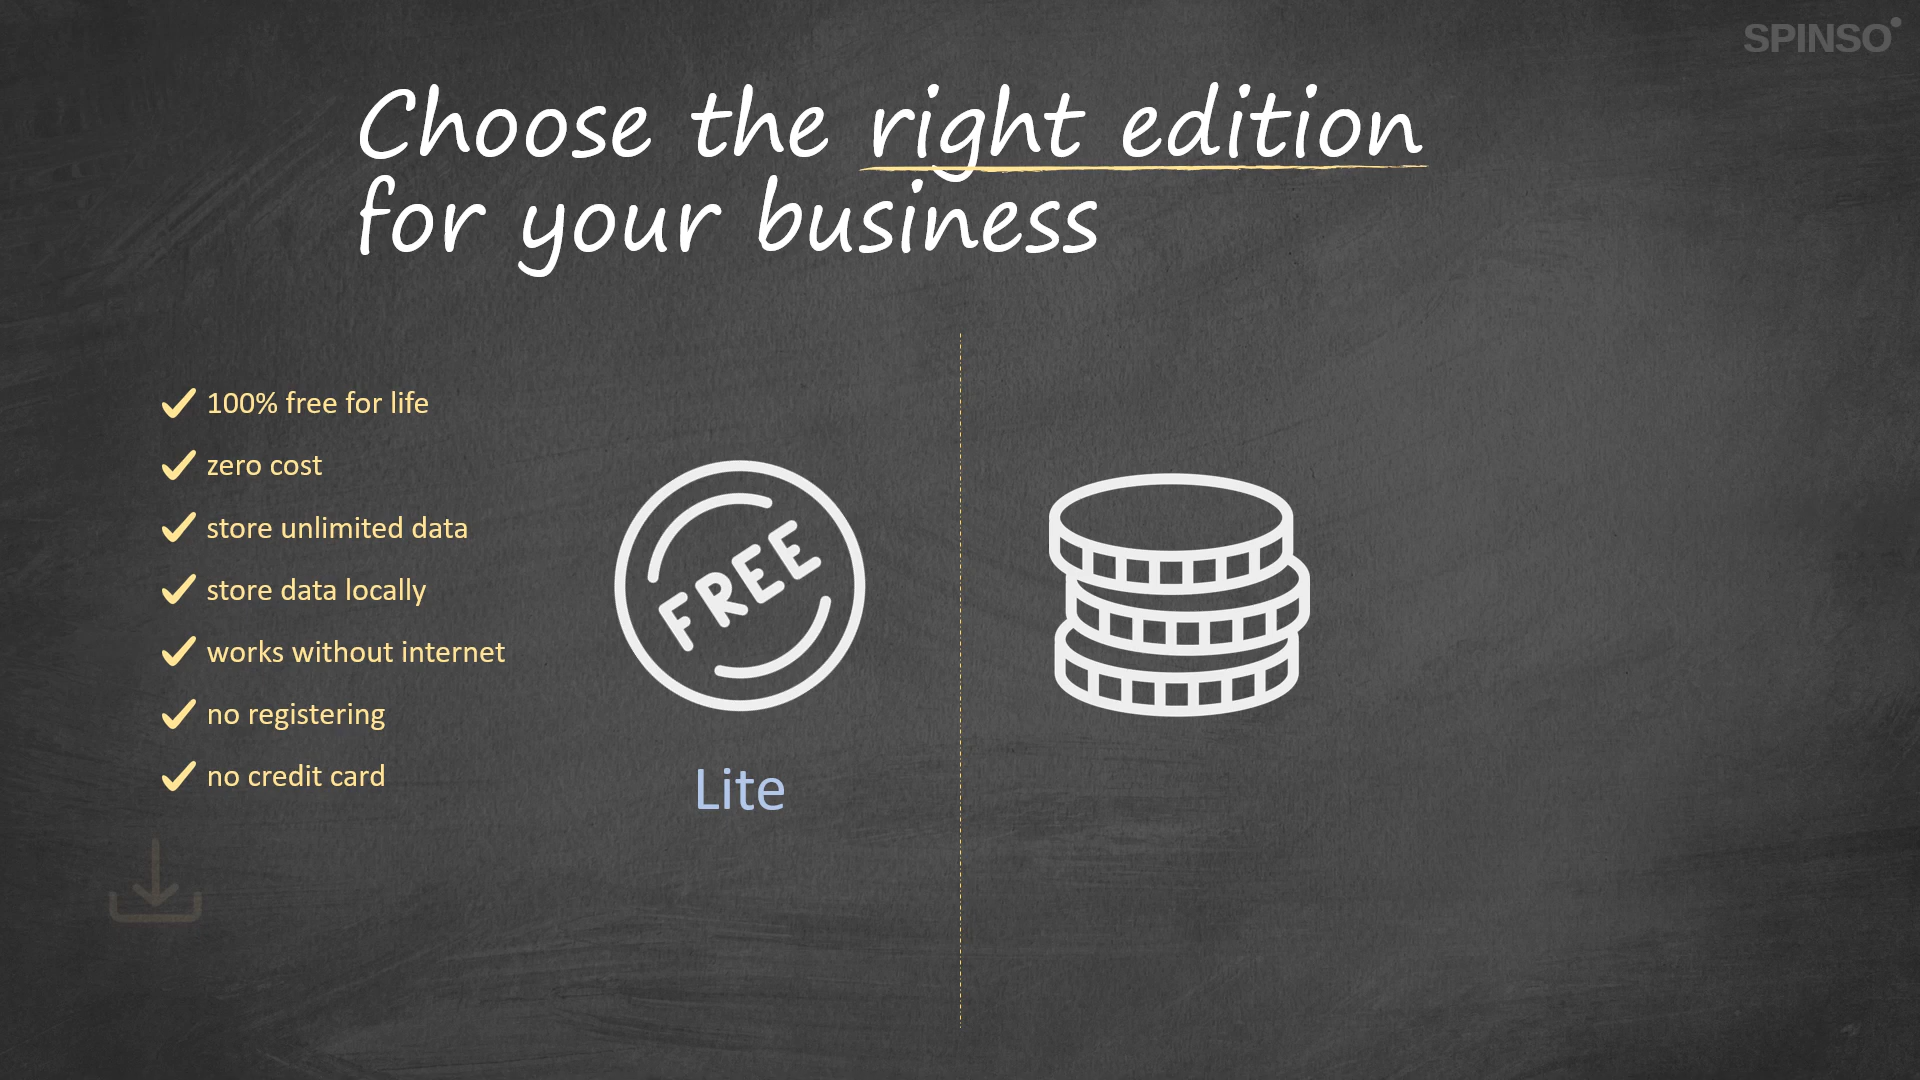 SPINSO
Choose the right edition
for your business
100% free for life
zero cost
store unlimited data
store data locally
works without internet
no registering
no credit card
FREE
Lite